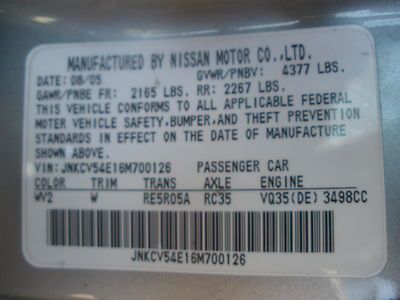 MANUFACTURED BY NISSAN MOTOR CO.,LTD.
DATE: 08/05 GVWR/PNBV: 4377 LBS.
GAWR/PNBE FR: 2165 LBS. RR: 2267 LBS.
THIS VEHICLE CONFORMS TO ALL APPLICABLE FEDERAL
MOTOR VEHICLE SAFETY,BUMPER,AND THEFT PREVENTION
STANDARDS IN EFFECT ON THE DATE OF MANUFACTURE
SHOWN ABOVE.
VIN: JNKCV54E16M700126 PASSENGER CAR
COLOR TRIM TRANS AXLE ENGINE
WV2 W RE5R05A RC35 VQ35(DE) 3498CC
JNKCV54E16M700126